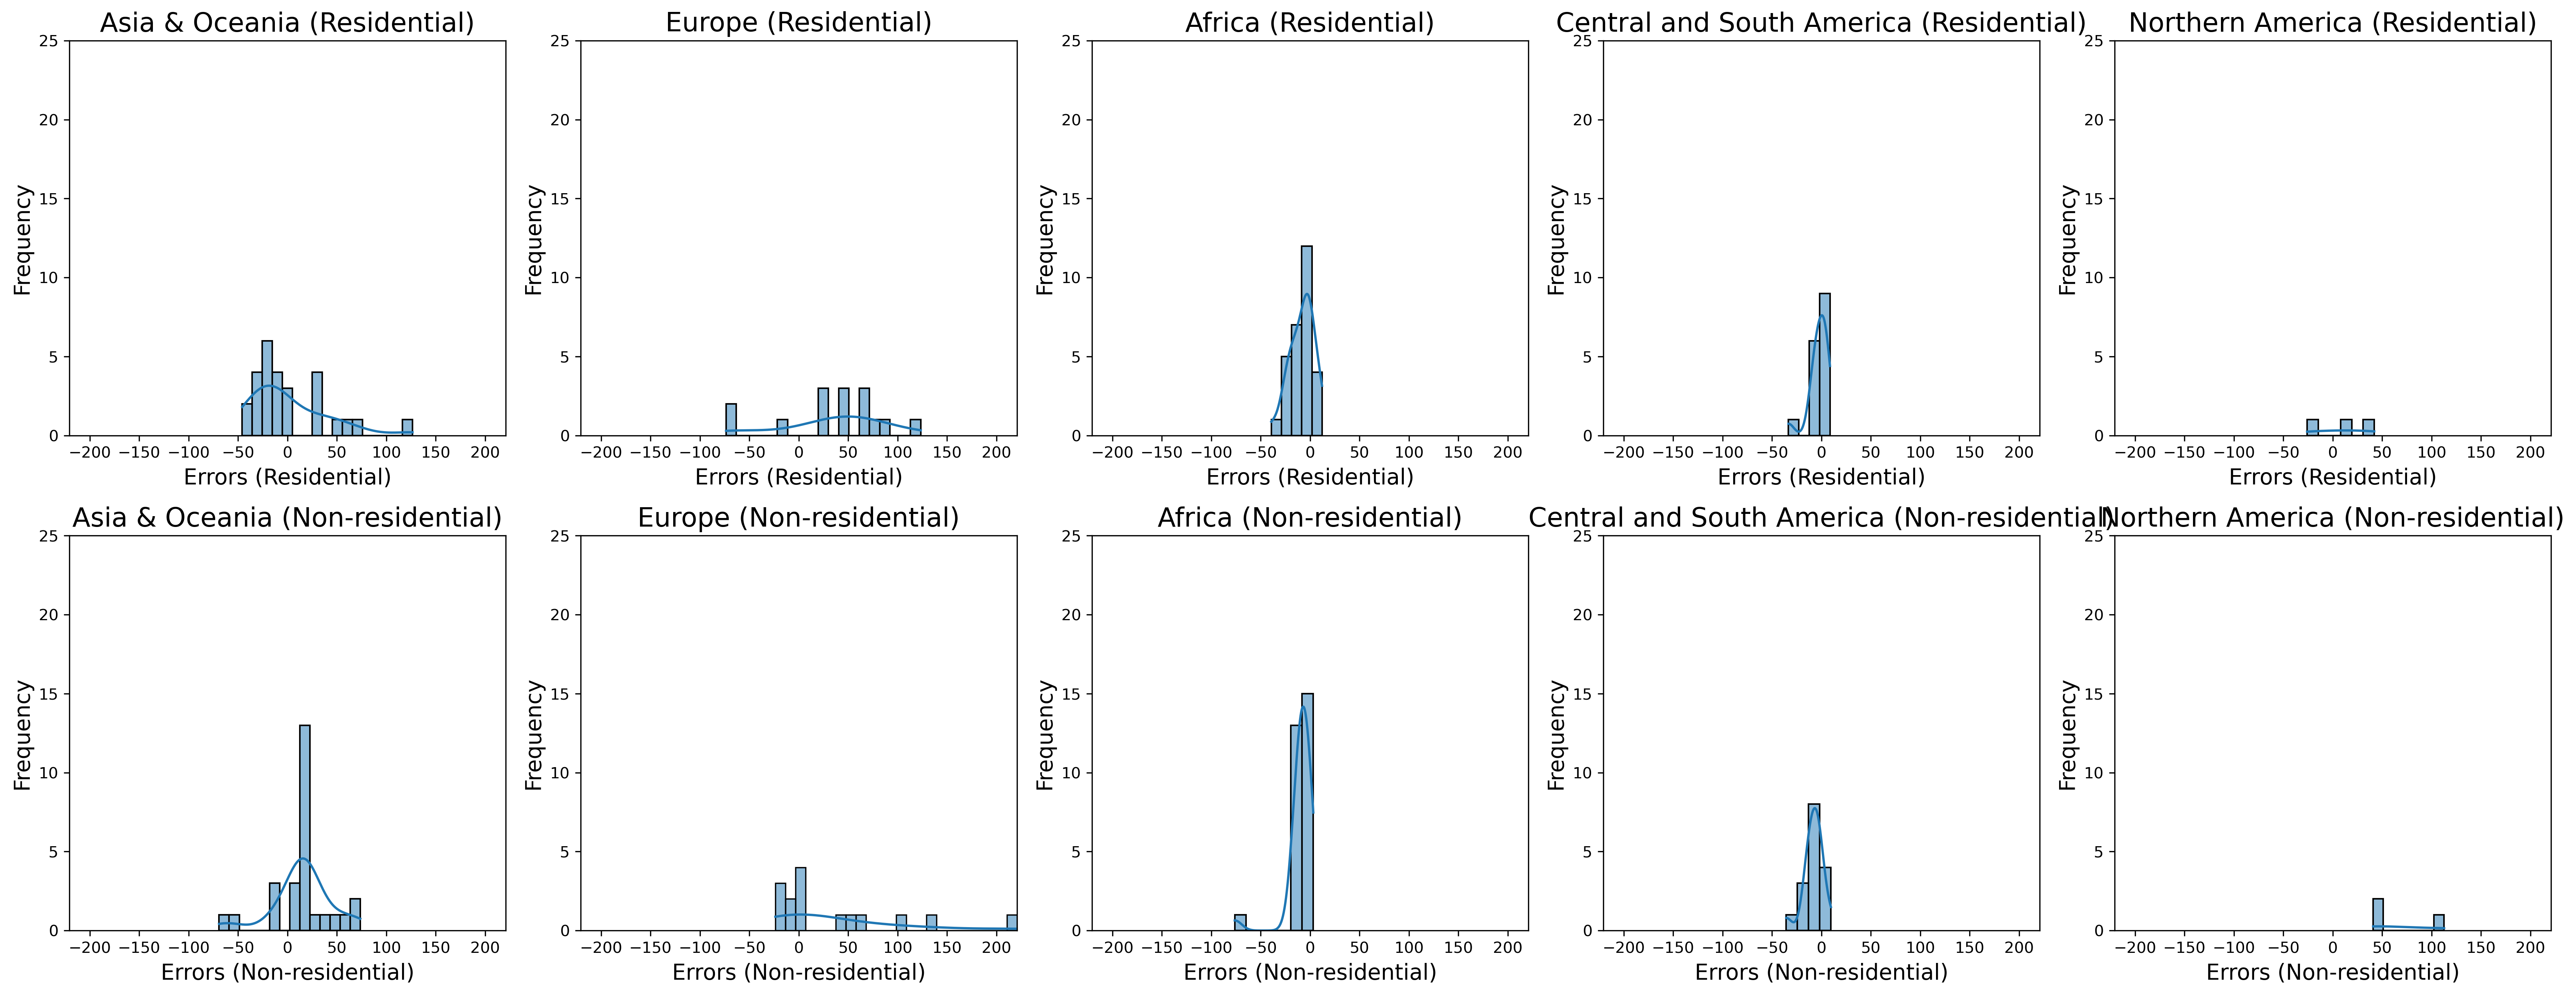 Asia & Oceania (Residential)
25
20
15
10
5
0
Frequency
−200 −150 −100 −50 0 50 100 150 200
Errors (Residential)
Europe (Residential)
25
20
15
10
5
0
Frequency
−200 −150 −100 −50 0 50 100 150 200
Errors (Residential)
Africa (Residential)
25
20
15
10
5
0
Frequency
−200 −150 −100 −50 0 50 100 150 200
Errors (Residential)
Central and South America (Residential)
25
20
15
10
5
0
Frequency
−200 −150 −100 −50 0 50 100 150 200
Errors (Residential)
Northern America (Residential)
25
20
15
10
5
0
Frequency
−200 −150 −100 −50 0 50 100 150 200
Errors (Residential)
Asia & Oceania (Non-residential)
25
20
15
10
5
0
Frequency
−200 −150 −100 −50 0 50 100 150 200
Errors (Non-residential)
Europe (Non-residential)
25
20
15
10
5
0
Frequency
−200 −150 −100 −50 0 50 100 150 200
Errors (Non-residential)
Africa (Non-residential)
25
20
15
10
5
0
Frequency
−200 −150 −100 −50 0 50 100 150 200
Errors (Non-residential)
Central and South America (Non-residential)
25
20
15
10
5
0
Frequency
−200 −150 −100 −50 0 50 100 150 200
Errors (Non-residential)
Northern America (Non-residential)
25
20
15
10
5
0
Frequency
−200 −150 −100 −50 0 50 100 150 200
Errors (Non-residential)